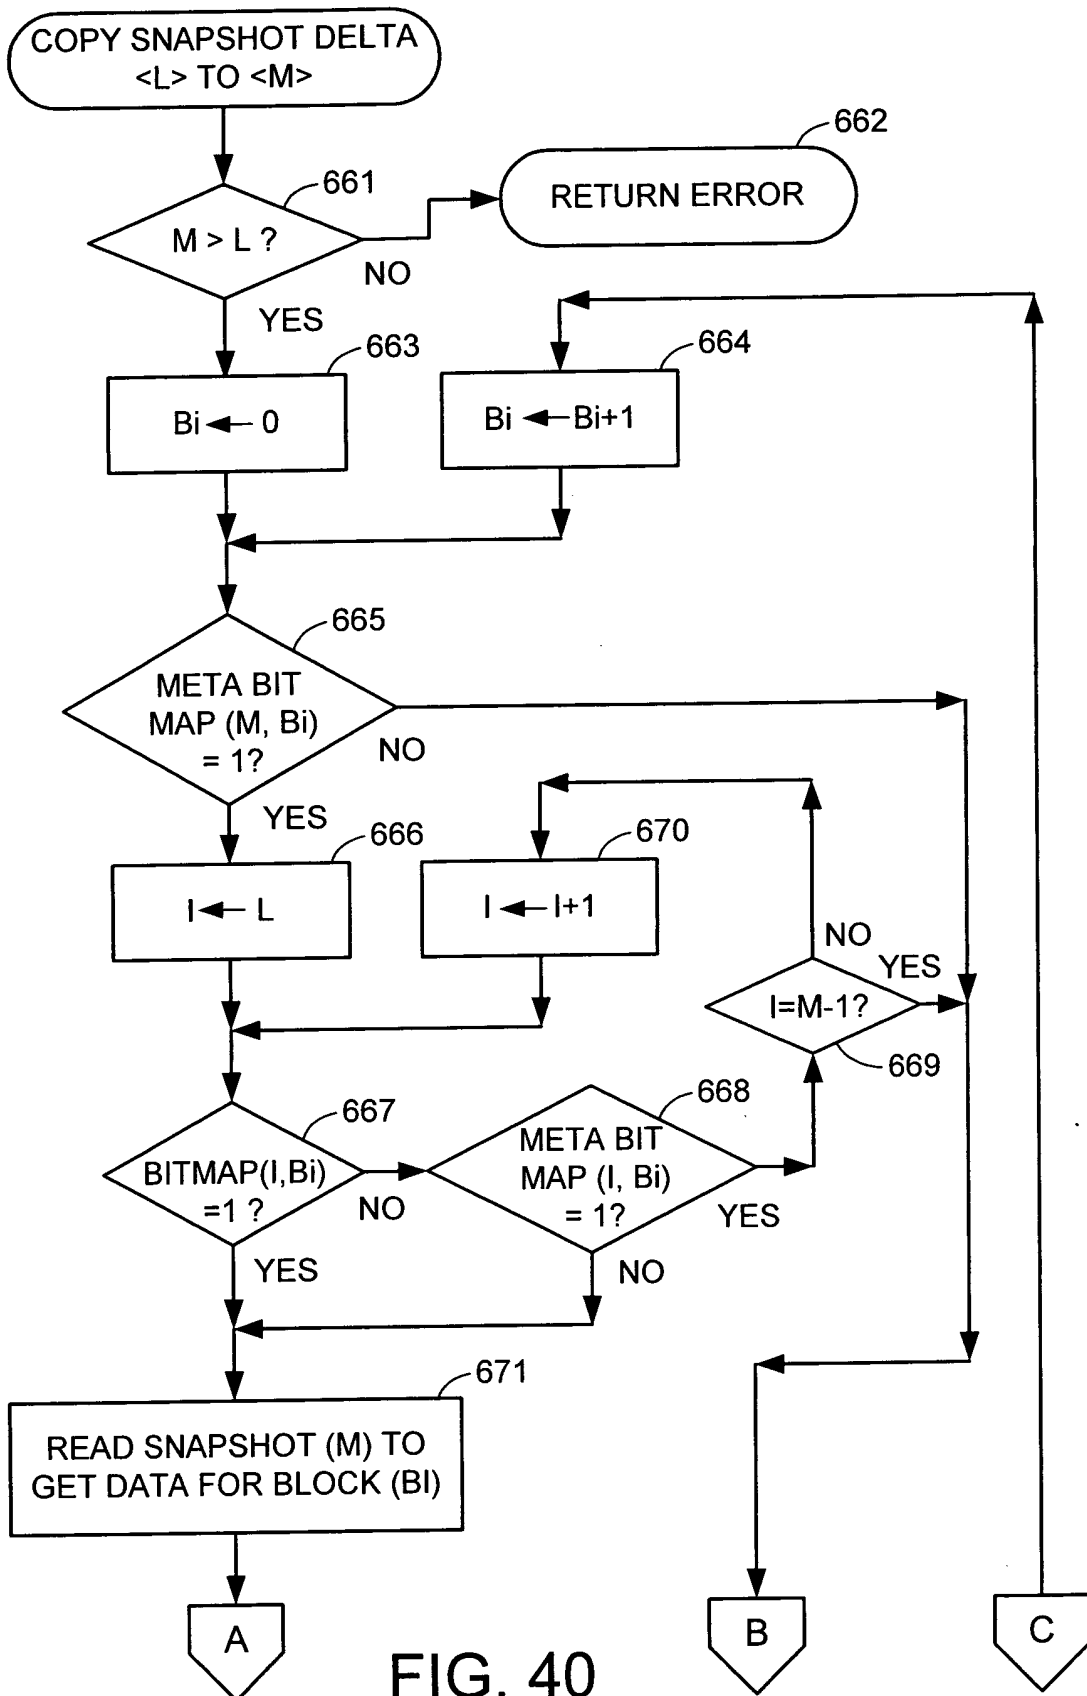 COPY SNAPSHOT DELTA
<L> TO <M>
662
661
RETURN ERROR
M > L ?
NO
YES
663
664
Bi ← 0
Bi ← Bi+1
665
META BIT
MAP (M, Bi)
= 1?
NO
YES
666
670
I ← L
I ← I+1
NO
YES
I=M-1?
669
667
668
BITMAP(I,Bi)
=1 ?
NO
META BIT
MAP (I, Bi)
= 1?
YES
YES
NO
671
READ SNAPSHOT (M) TO
GET DATA FOR BLOCK (BI)
A
B
C
FIG. 40